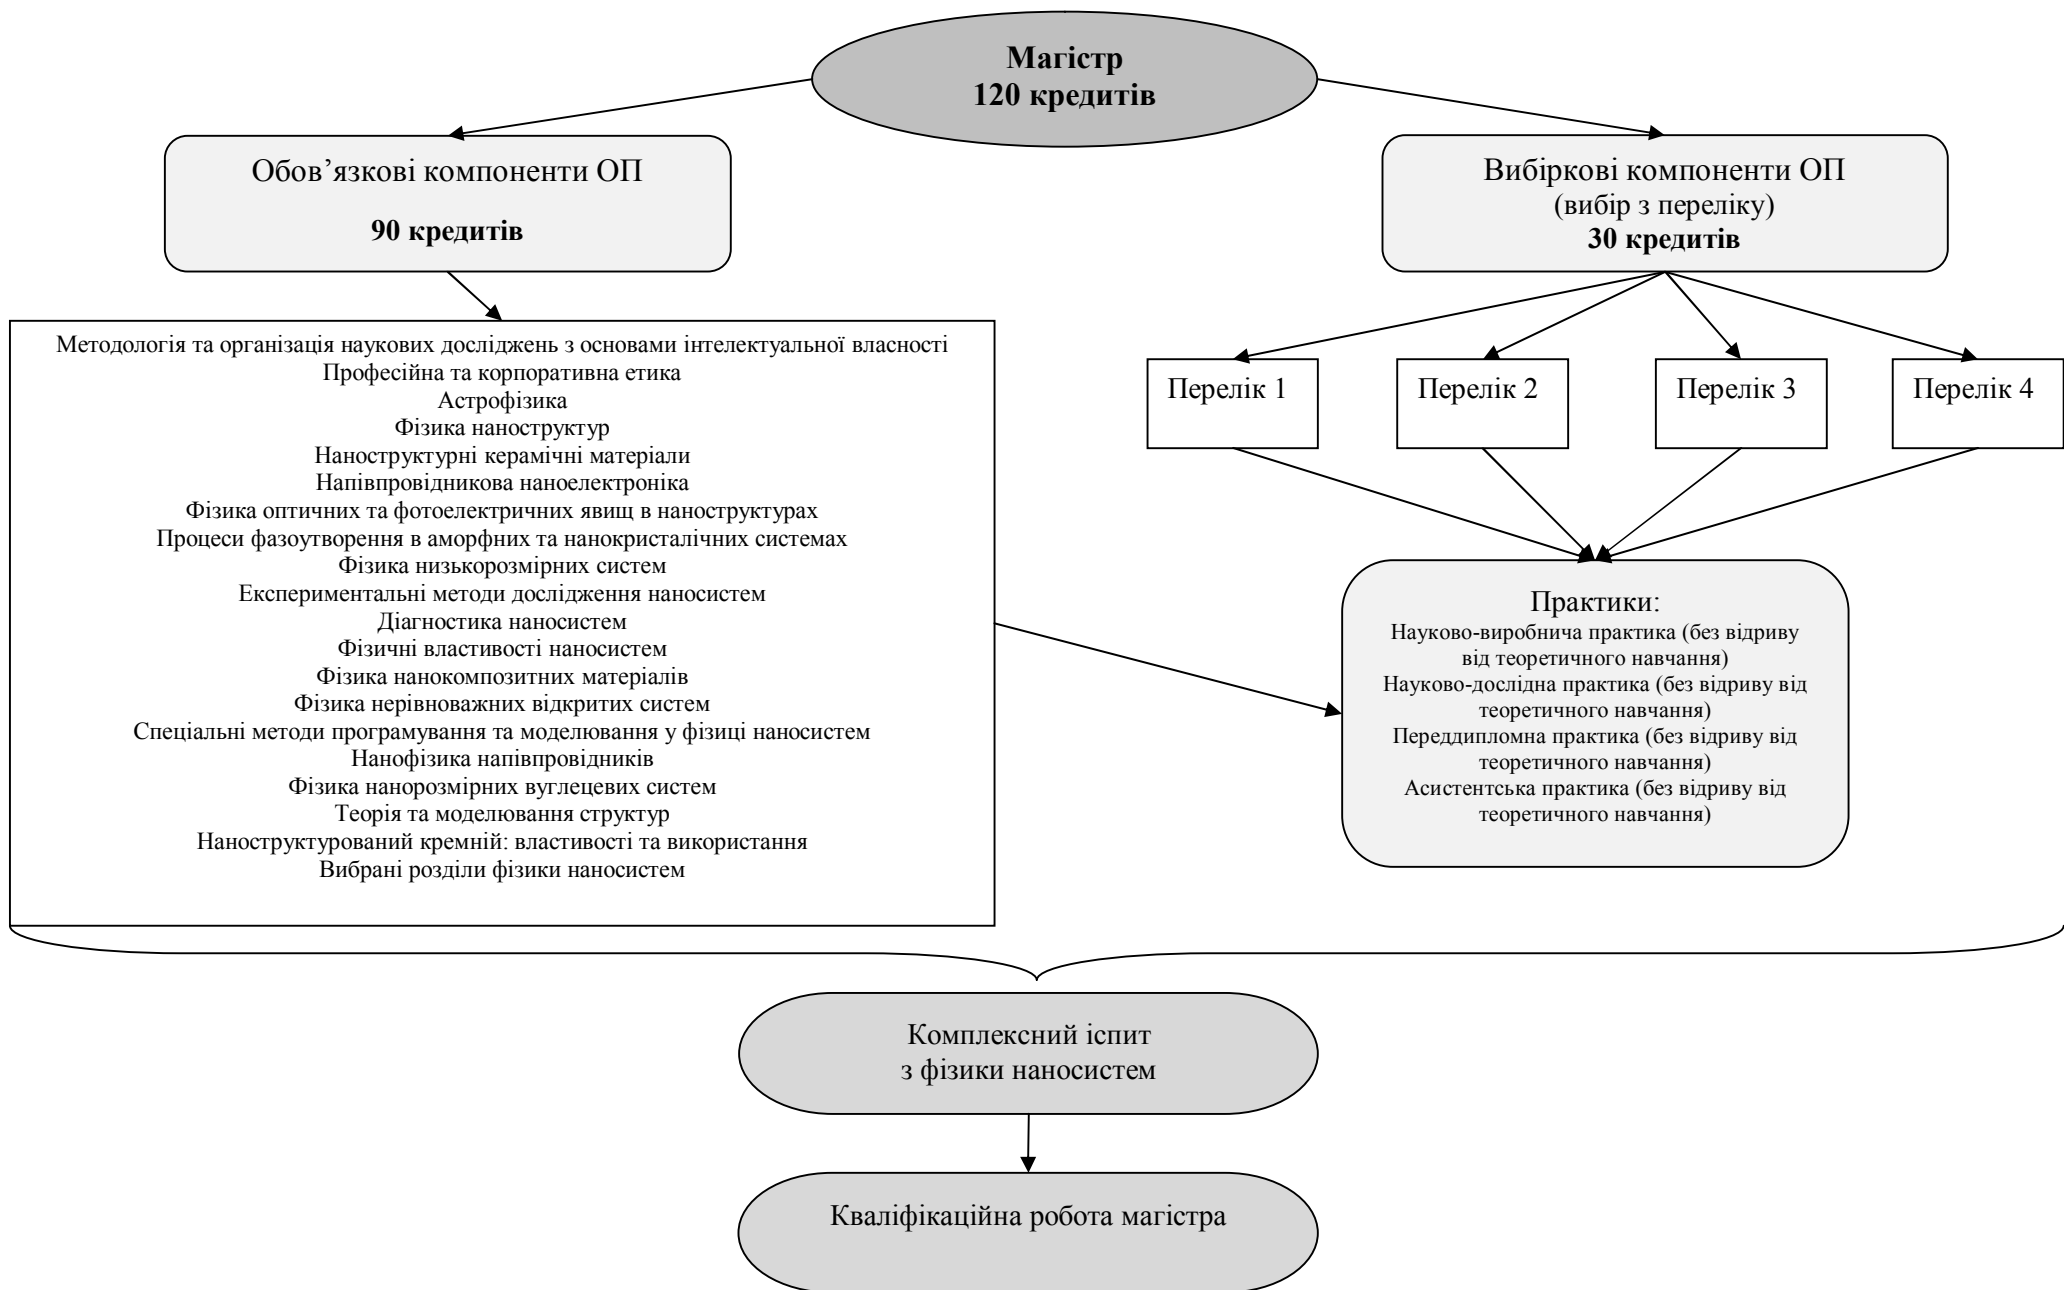 Магістр
120 кредитів
Обов’язкові компоненти ОП
90 кредитів
Вибіркові компоненти ОП
(вибір з переліку)
30 кредитів
Методологія та організація наукових досліджень з основами інтелектуальної власності
Професійна та корпоративна етика
Астрофізика
Фізика наноструктур
Наноструктурні керамічні матеріали
Напівпровідникова наноелектроніка
Фізика оптичних та фотоелектричних явищ в наноструктурах
Процеси фазоутворення в аморфних та нанокристалічних системах
Фізика низькорозмірних систем
Експериментальні методи дослідження наносистем
Діагностика наносистем
Фізичні властивості наносистем
Фізика нанокомпозитних матеріалів
Фізика нерівноважних відкритих систем
Спеціальні методи програмування та моделювання у фізиці наносистем
Нанофізика напівпровідників
Фізика нанорозмірних вуглецевих систем
Теорія та моделювання структур
Наноструктурований кремній: властивості та використання
Вибрані розділи фізики наносистем
Перелік 1
Перелік 2
Перелік 3
Перелік 4
Практики:
Науково-виробнича практика (без відриву
від теоретичного навчання)
Науково-дослідна практика (без відриву від
теоретичного навчання)
Переддипломна практика (без відриву від
теоретичного навчання)
Асистентська практика (без відриву від
теоретичного навчання)
Комплексний іспит
з фізики наносистем
Кваліфікаційна робота магістра